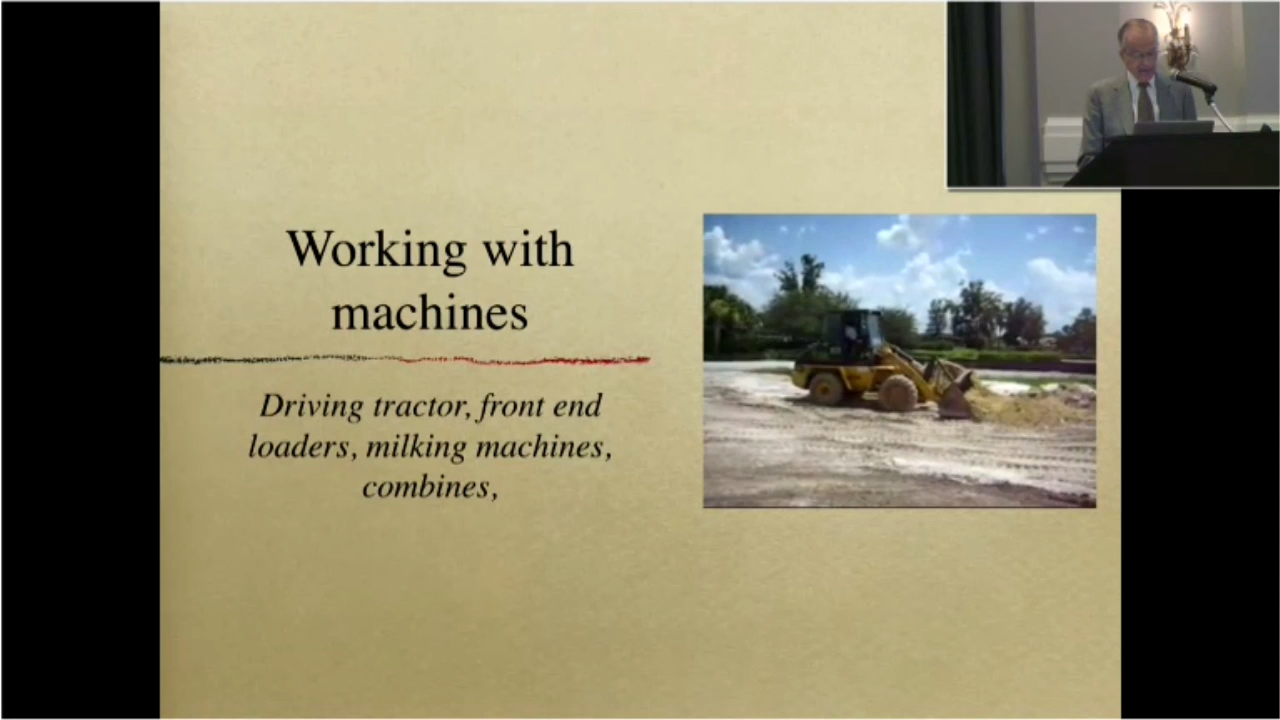 Working with
machines
Driving tractor, front end
loaders, milking machines,
combines,